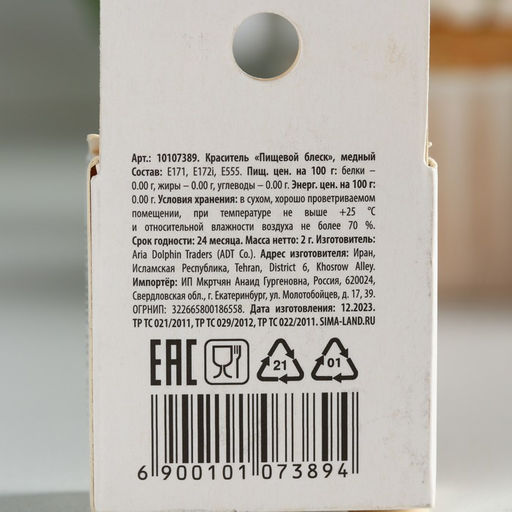 Арт.: 10107389. Краситель «Пищевой блеск», медный
Состав: E171, E172i, E555. Пищ. цен. на 100 г: белки –
0.00 г, жиры – 0.00 г, углеводы – 0.00 г. Энерг. цен. на 100 г:
0.00 г. Условия хранения: в сухом, хорошо проветриваемом
помещении, при температуре не выше +25 °C
и относительной влажности воздуха не более 70 %.
Срок годности: 24 месяца. Масса нетто: 2 г. Изготовитель:
Aria Dolphin Traders (ADT Co.). Адрес изготовителя: Иран,
Исламская Республика, Tehran, District 6, Khosrow Alley.
Импортёр: ИП Мкртчян Анаид Гургеновна, Россия, 620024,
Свердловская обл., г. Екатеринбург, ул. Молотобойцев, д. 17, 39.
ОГРНИП: 322665800186558. Дата изготовления: 12.2023.
ТР ТС 021/2011, ТР ТС 029/2012, ТР ТС 022/2011. SIMA-LAND.RU
EAC 21 01
6 900101 073894